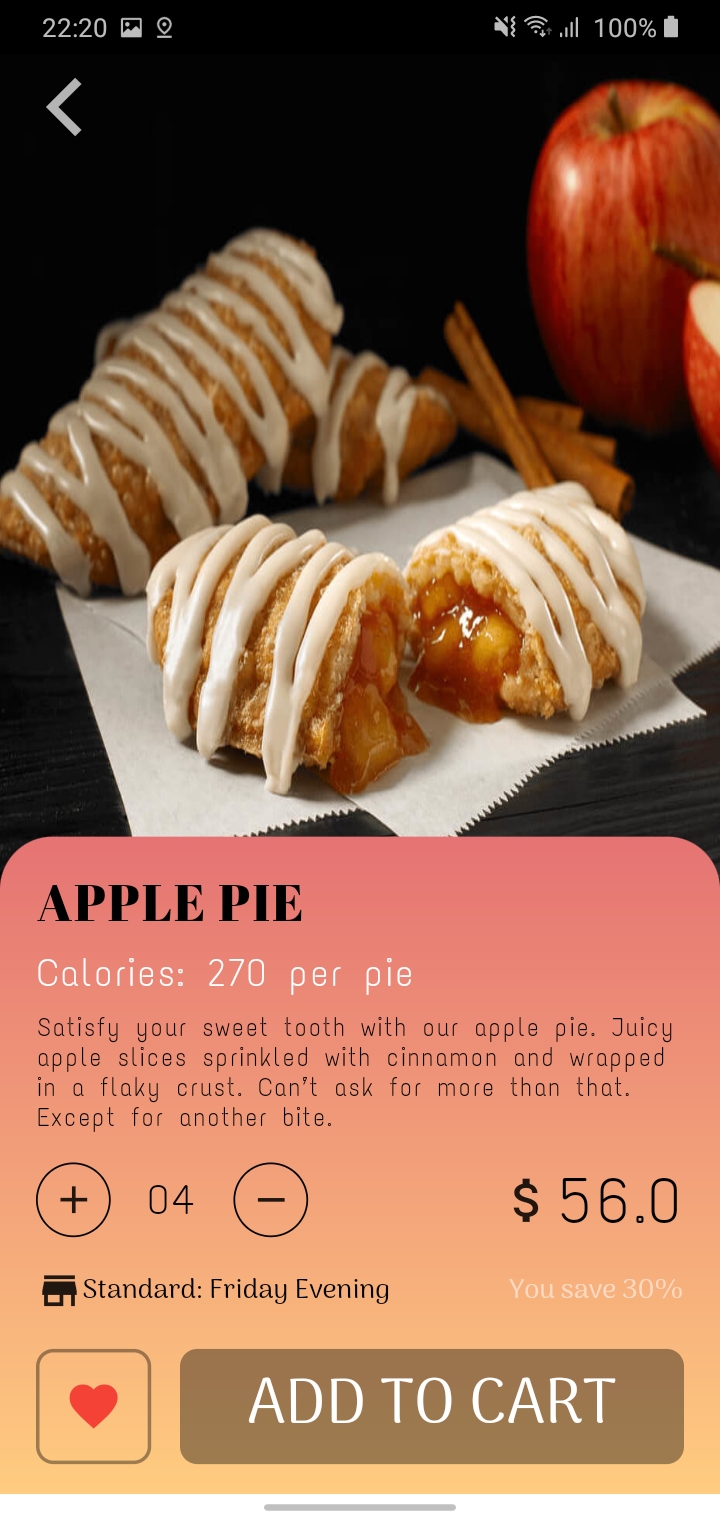 22:20 100%
APPLE PIE
Calories: 270 per pie
Satisfy your sweet tooth with our apple pie. Juicy
apple slices sprinkled with cinnamon and wrapped
in a flaky crust. Can't ask for more than that.
Except for another bite.
+ 04 − $ 56.0
Standard: Friday Evening You save 30%
ADD TO CART